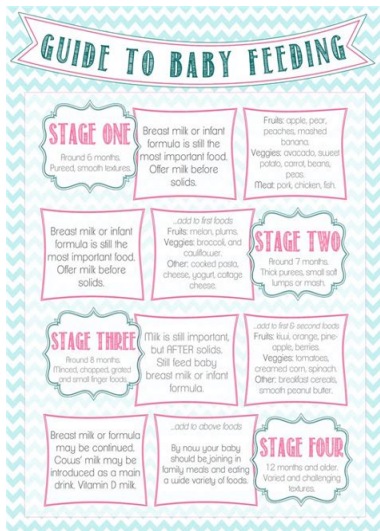 GUIDE TO BABY FEEDING
STAGE ONE
Around 6 months.
Pureed, smooth textures.
Breast milk or infant
formula is still the
most important food.
Offer milk before
solids.
Fruits: apple, pear,
peaches, mashed
banana.
Veggies: avocado, sweet
potato, carrot, beans,
peas.
Meat: pork, chicken, fish.
Breast milk or infant
formula is still the
most important food.
Offer milk before
solids.
...add to first foods
Fruits: melon, plums.
Veggies: broccoli, and
cauliflower.
Other: cooked pasta,
cheese, yogurt, cottage
cheese.
STAGE TWO
Around 7 months.
Thick purees, small soft
lumps or mash.
STAGE THREE
Around 8 months.
Minced, chopped, grated
and small finger foods.
Milk is still important,
but AFTER solids.
Still feed baby
breast milk or infant
formula.
...add to first & second foods
Fruits: kiwi, orange, pine-
apple, berries.
Veggies: tomatoes,
creamed corn, spinach.
Other: breakfast cereals,
smooth peanut butter.
Breast milk or formula
may be continued.
Cows' milk may be
introduced as a main
drink. Vitamin D milk.
...add to above foods
By now your baby
should be joining in
family meals and eating
a wide variety of foods.
STAGE FOUR
12 months and older.
Varied and challenging
textures.